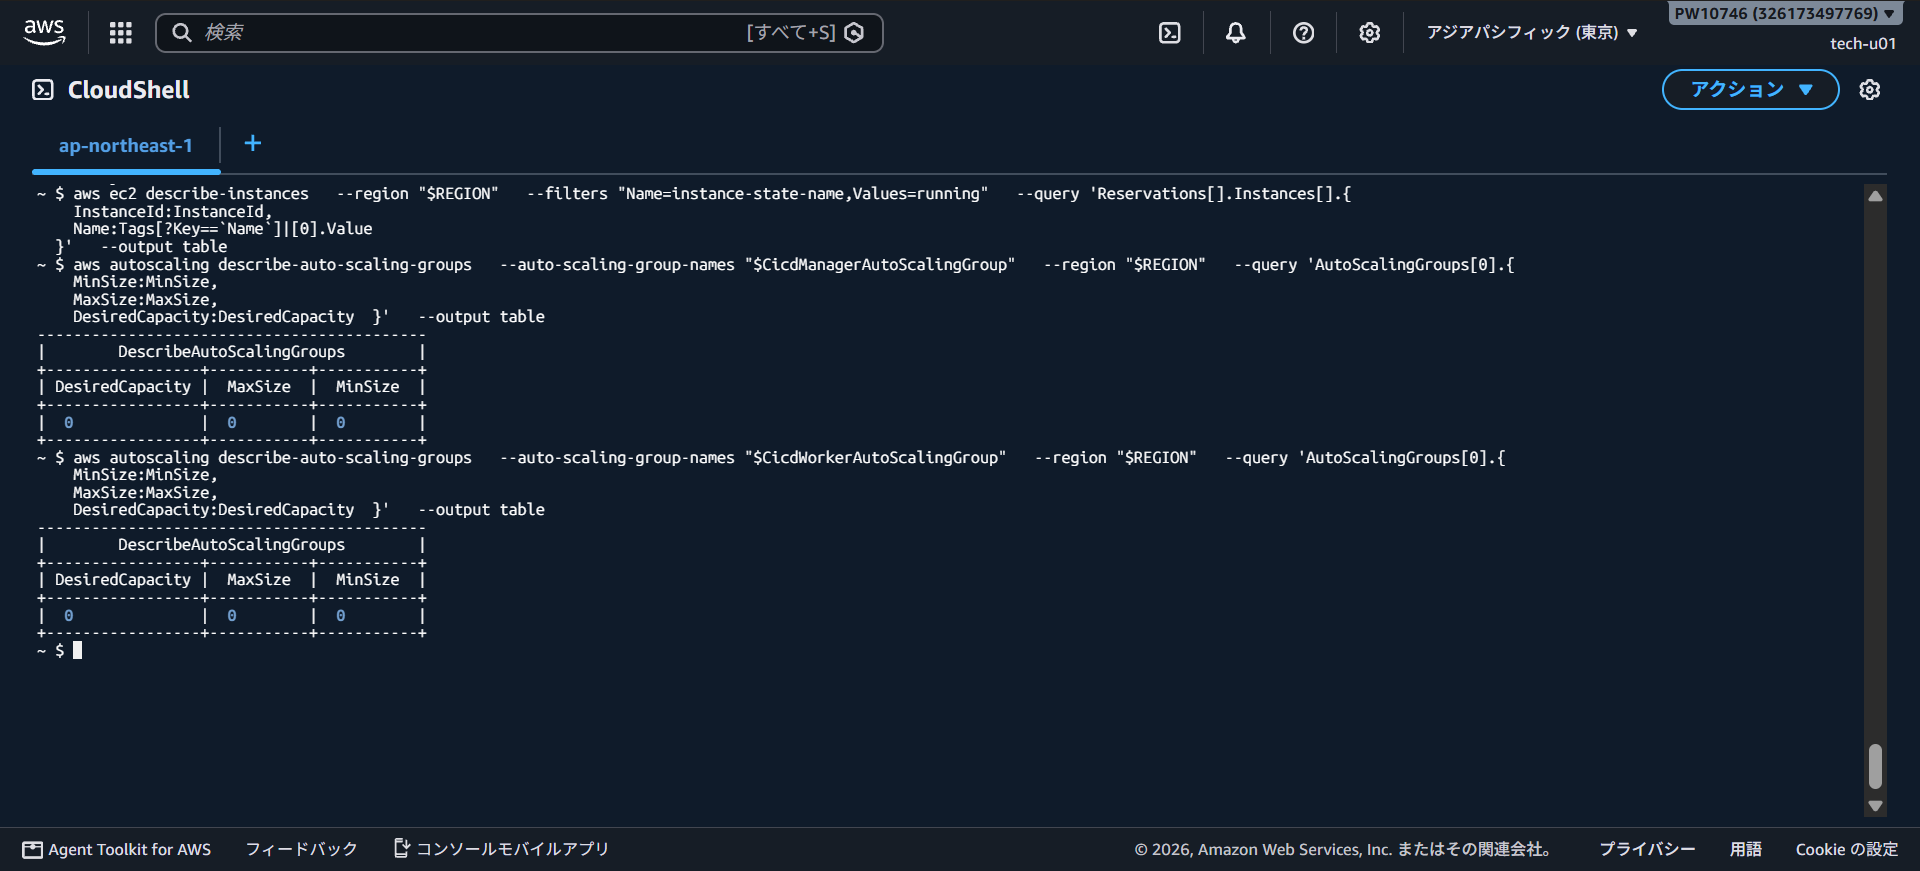 aws
検索
[すべて+S]
アジアパシフィック (東京) ▼
PW10746 (326173497769) ▼
tech-u01
CloudShell
アクション ▼
ap-northeast-1
+
~ $ aws ec2 describe-instances   --region "$REGION"   --filters "Name=instance-state-name,Values=running"   --query 'Reservations[].Instances[].{
    InstanceId:InstanceId,
    Name:Tags[?Key==`Name`]|[0].Value
  }'   --output table
~ $ aws autoscaling describe-auto-scaling-groups   --auto-scaling-group-names "$CicdManagerAutoScalingGroup"   --region "$REGION"   --query 'AutoScalingGroups[0].{
    MinSize:MinSize,
    MaxSize:MaxSize,
    DesiredCapacity:DesiredCapacity  }'   --output table
-------------------------------------------
|        DescribeAutoScalingGroups        |
+-----------------+-----------+-----------+
| DesiredCapacity |  MaxSize  |  MinSize  |
+-----------------+-----------+-----------+
|  0              |  0        |  0        |
+-----------------+-----------+-----------+
~ $ aws autoscaling describe-auto-scaling-groups   --auto-scaling-group-names "$CicdWorkerAutoScalingGroup"   --region "$REGION"   --query 'AutoScalingGroups[0].{
    MinSize:MinSize,
    MaxSize:MaxSize,
    DesiredCapacity:DesiredCapacity  }'   --output table
-------------------------------------------
|        DescribeAutoScalingGroups        |
+-----------------+-----------+-----------+
| DesiredCapacity |  MaxSize  |  MinSize  |
+-----------------+-----------+-----------+
|  0              |  0        |  0        |
+-----------------+-----------+-----------+
~ $
Agent Toolkit for AWS
フィードバック
コンソールモバイルアプリ
© 2026, Amazon Web Services, Inc. またはその関連会社。
プライバシー
用語
Cookie の設定